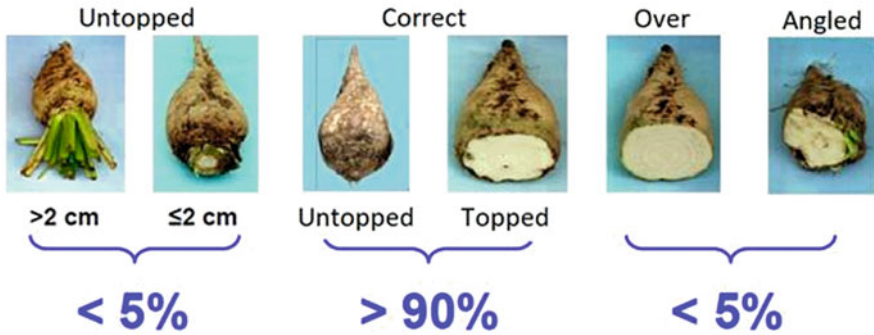 Untopped Correct Over Angled
>2 cm ≤2 cm Untopped Topped
< 5% > 90% < 5%